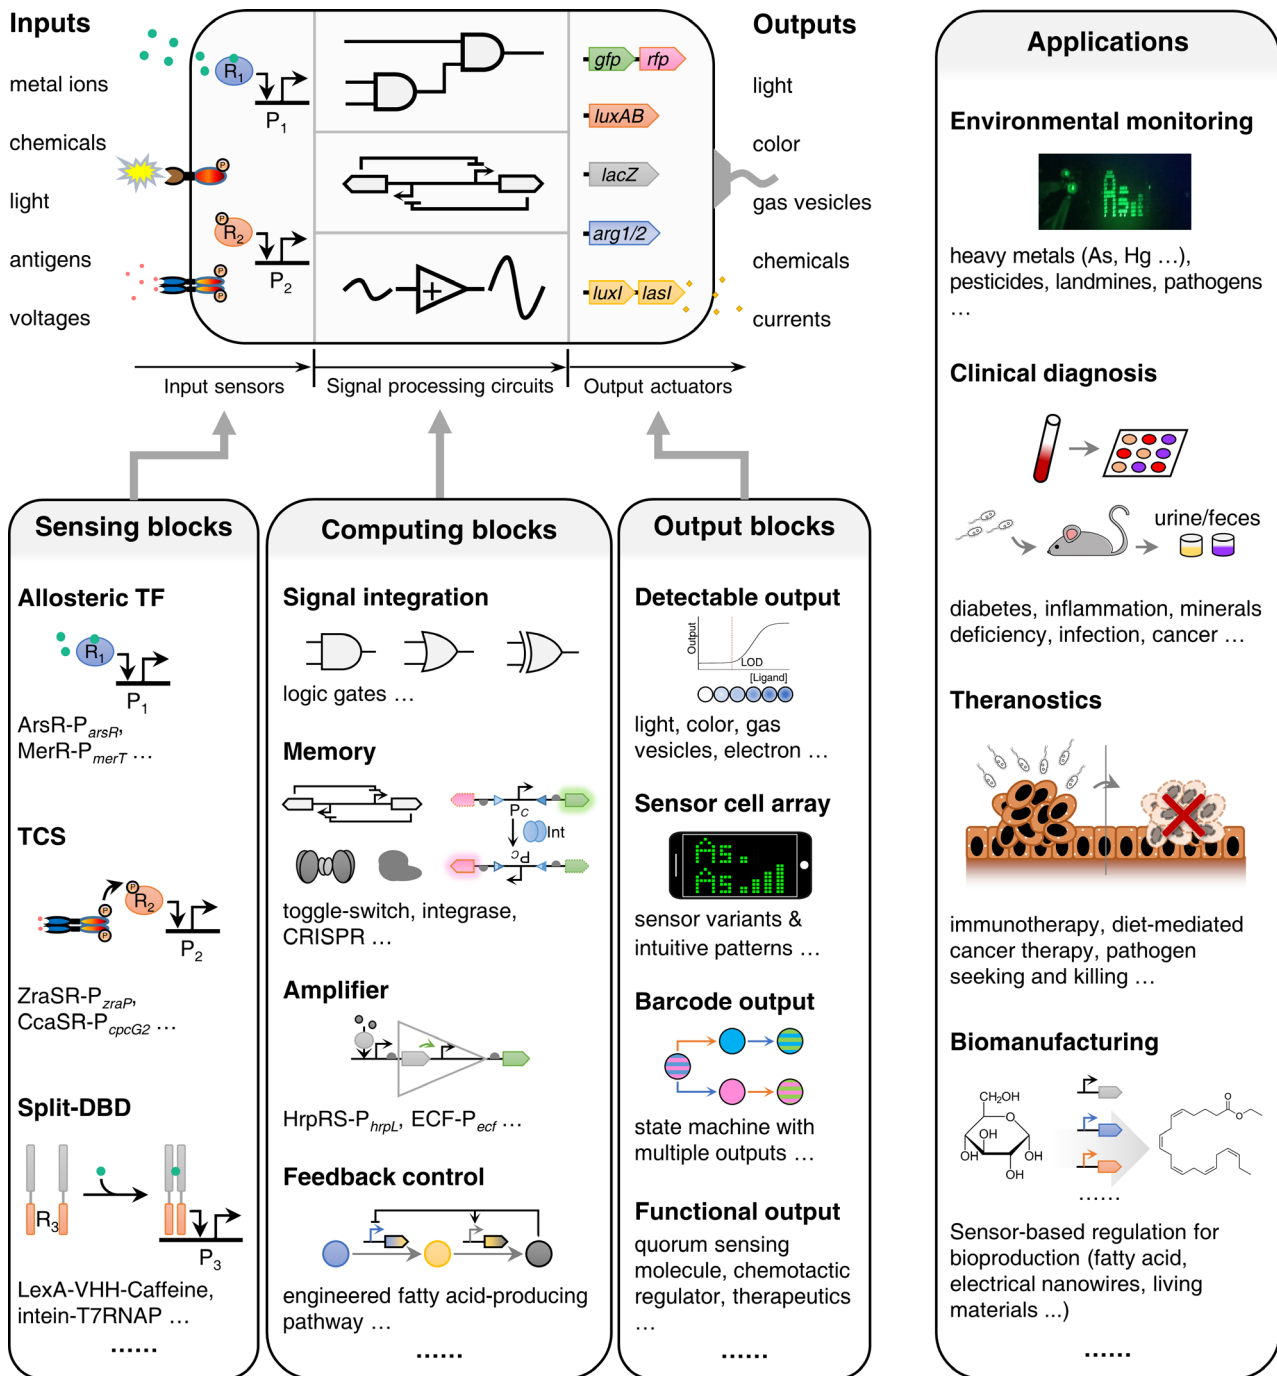 Inputs
metal ions
chemicals
light
antigens
voltages
R1
P1
P
P
R2
P2
P
P
gfp
rfp
luxAB
lacZ
arg1/2
luxI
lasI
Outputs
light
color
gas vesicles
chemicals
currents
Input sensors
Signal processing circuits
Output actuators
Sensing blocks
Allosteric TF
R1
P1
ArsR-ParsR,
MerR-PmerT ...
TCS
P
R2
P
P
P2
ZraSR-PzraP,
CcaSR-PcpcG2 ...
Split-DBD
R3
P3
LexA-VHH-Caffeine,
intein-T7RNAP ...
......
Computing blocks
Signal integration
logic gates ...
Memory
PC
Int
PC
toggle-switch, integrase,
CRISPR ...
Amplifier
HrpRS-PhrpL, ECF-Pecf ...
Feedback control
engineered fatty acid-producing
pathway ...
......
Output blocks
Detectable output
Output
LOD
[Ligand]
light, color, gas
vesicles, electron ...
Sensor cell array
As.
As.
sensor variants &
intuitive patterns ...
Barcode output
state machine with
multiple outputs ...
Functional output
quorum sensing
molecule, chemotactic
regulator, therapeutics
...
......
Applications
Environmental monitoring
As
heavy metals (As, Hg ...),
pesticides, landmines, pathogens
...
Clinical diagnosis
urine/feces
diabetes, inflammation, minerals
deficiency, infection, cancer ...
Theranostics
immunotherapy, diet-mediated
cancer therapy, pathogen
seeking and killing ...
Biomanufacturing
CH2OH
O
OH
OH
OH
OH
O
O
......
Sensor-based regulation for
bioproduction (fatty acid,
electrical nanowires, living
materials ...)
......